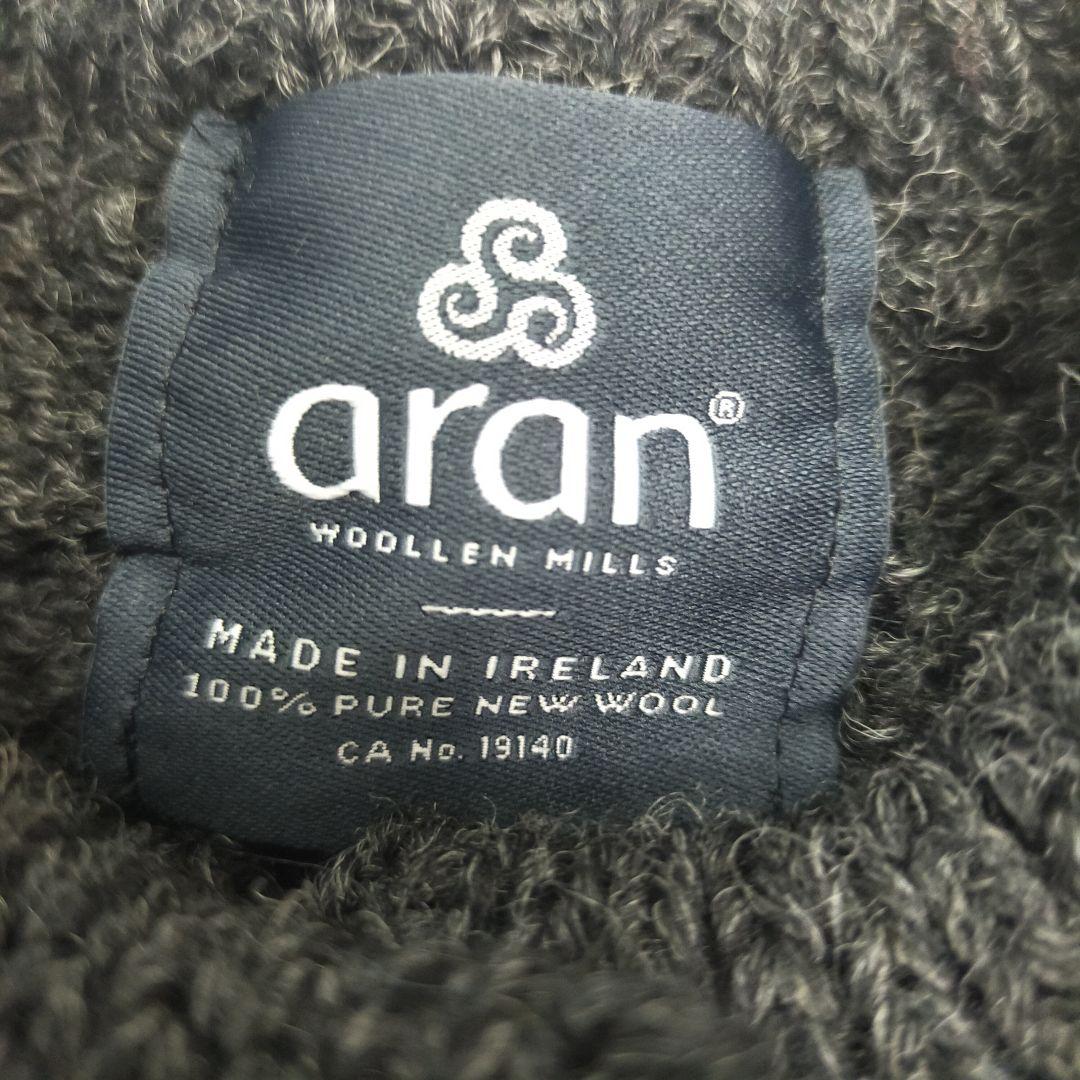 aran®
WOOLLEN MILLS
MADE IN IRELAND
100% PURE NEW WOOL
CA No. 19140